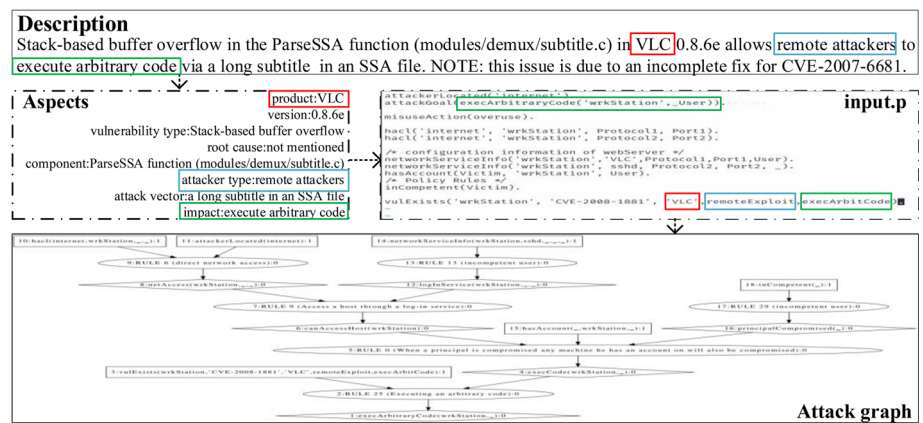 Description
Stack-based buffer overflow in the ParseSSA function (modules/demux/subtitle.c) in VLC 0.8.6e allows remote attackers to
execute arbitrary code via a long subtitle in an SSA file. NOTE: this issue is due to an incomplete fix for CVE-2007-6681.
Aspects
product:VLC
version:0.8.6e
vulnerability type:Stack-based buffer overflow
root cause:not mentioned
component:ParseSSA function (modules/demux/subtitle.c)
attacker type:remote attackers
attack vector:a long subtitle in an SSA file
impact:execute arbitrary code
input.p
attackerLocated('internet').
attackGoal(execArbitraryCode('wrkStation',_User)).
misuseAction(overuse).
hacl('internet', 'wrkStation', Protocol1, Port1).
hacl('internet', 'wrkStation', Protocol2, Port2).
/* configuration information of webServer */
networkServiceInfo('wrkStation','VLC',Protocol1,Port1,User).
networkServiceInfo('wrkStation', sshd, Protocol2, Port2, _).
hasAccount(Victim, 'wrkStation', User).
/* Policy Rules */
inCompetent(Victim).
vulExists('wrkStation', 'CVE-2008-1881', 'VLC',remoteExploit,execArbitCode)
10:hacl(internet,wrkStation,_,_):1
11:attackerLocated(internet):1
14:networkServiceInfo(wrkStation,sshd,_,_,_):1
9:RULE 6 (direct network access):0
13:RULE 13 (incompetent user):0
18:inCompetent(_):1
8:netAccess(wrkStation,_,_):0
12:logInService(wrkStation,_,_):0
17:RULE 29 (incompetent user):0
7:RULE 9 (Access a host through a log-in service):0
6:canAccessHost(wrkStation):0
15:hasAccount(_,wrkStation,_):1
16:principalCompromised(_):0
5:RULE 0 (When a principal is compromised any machine he has an account on will also be compromised):0
3:vulExists(wrkStation,'CVE-2008-1881','VLC',remoteExploit,execArbitCode):1
4:execCode(wrkStation,_):0
2:RULE 25 (Executing an arbitrary code):0
1:execArbitraryCode(wrkStation,_):0
Attack graph